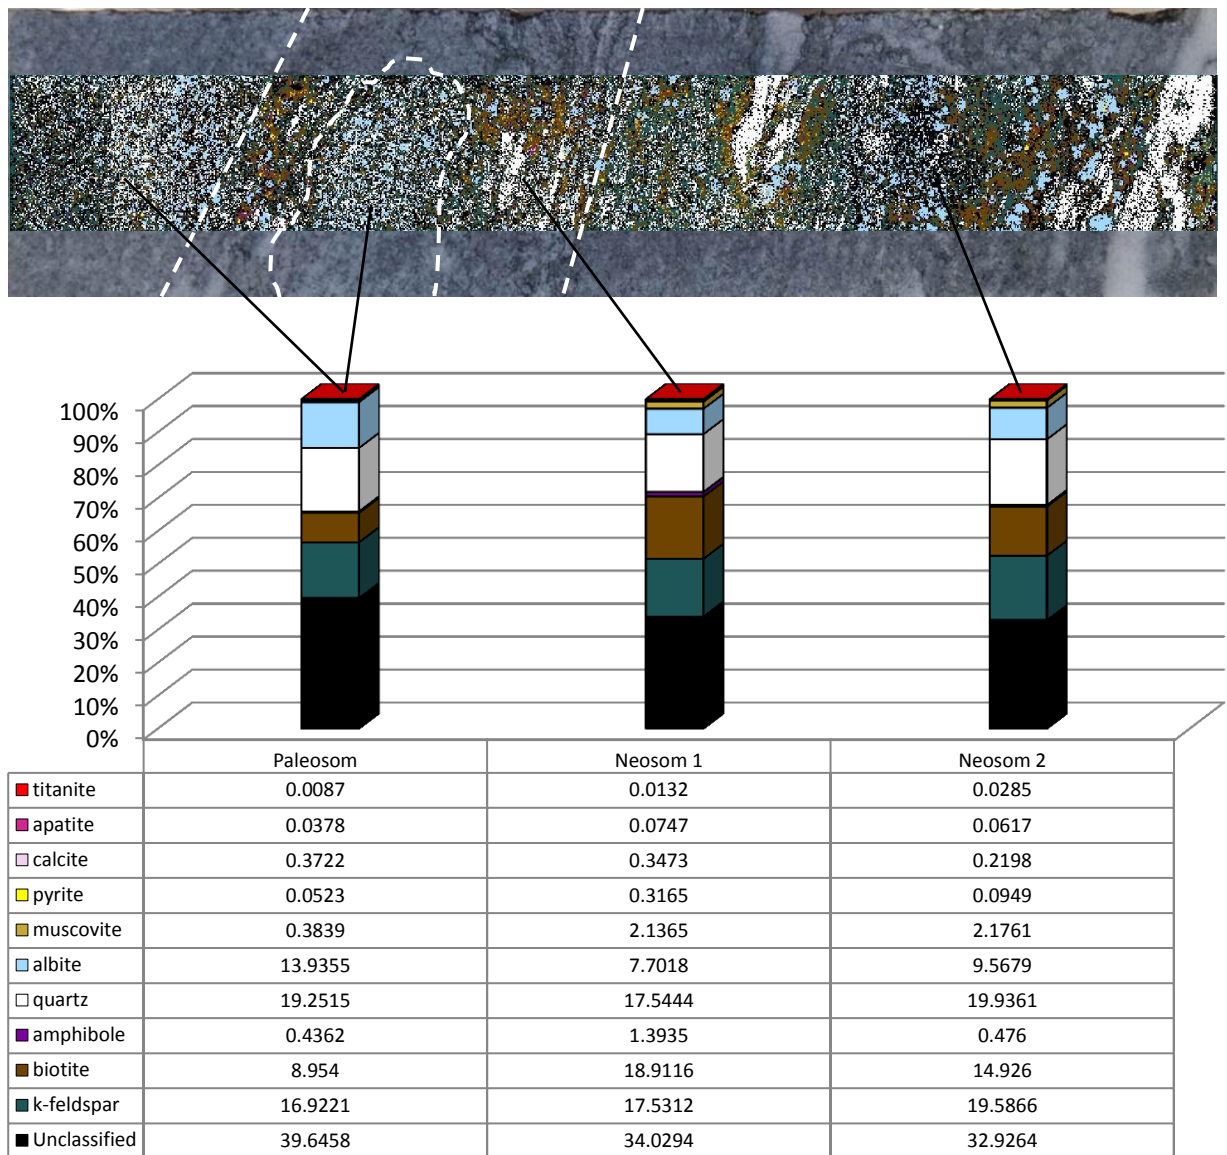 100%
90%
80%
70%
60%
50%
40%
30%
20%
10%
0%
Paleosom Neosom 1 Neosom 2
titanite 0.0087 0.0132 0.0285
apatite 0.0378 0.0747 0.0617
calcite 0.3722 0.3473 0.2198
pyrite 0.0523 0.3165 0.0949
muscovite 0.3839 2.1365 2.1761
albite 13.9355 7.7018 9.5679
quartz 19.2515 17.5444 19.9361
amphibole 0.4362 1.3935 0.476
biotite 8.954 18.9116 14.926
k-feldspar 16.9221 17.5312 19.5866
Unclassified 39.6458 34.0294 32.9264